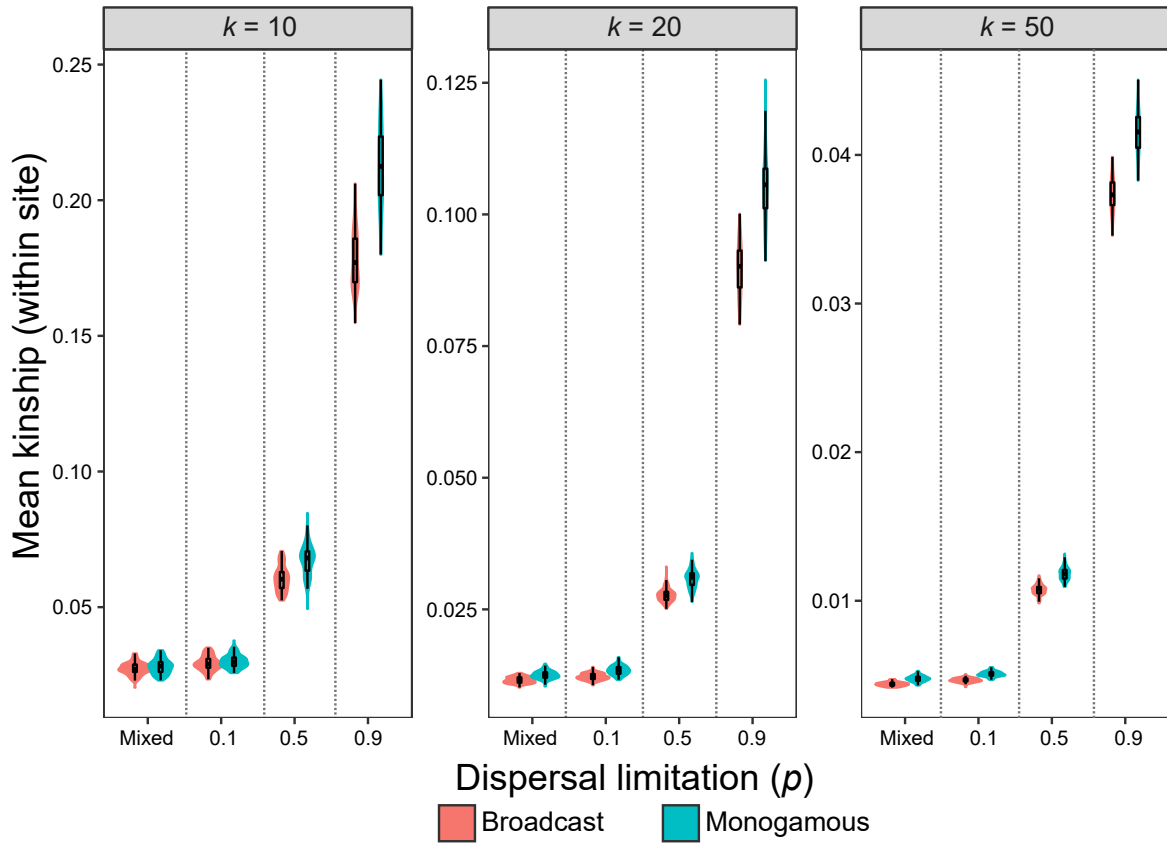 k = 10
k = 20
k = 50
Mean kinship (within site)
0.25
0.20
0.15
0.10
0.05
0.125
0.100
0.075
0.050
0.025
0.04
0.03
0.02
0.01
Mixed 0.1 0.5 0.9
Mixed 0.1 0.5 0.9
Mixed 0.1 0.5 0.9
Dispersal limitation (p)
Broadcast Monogamous